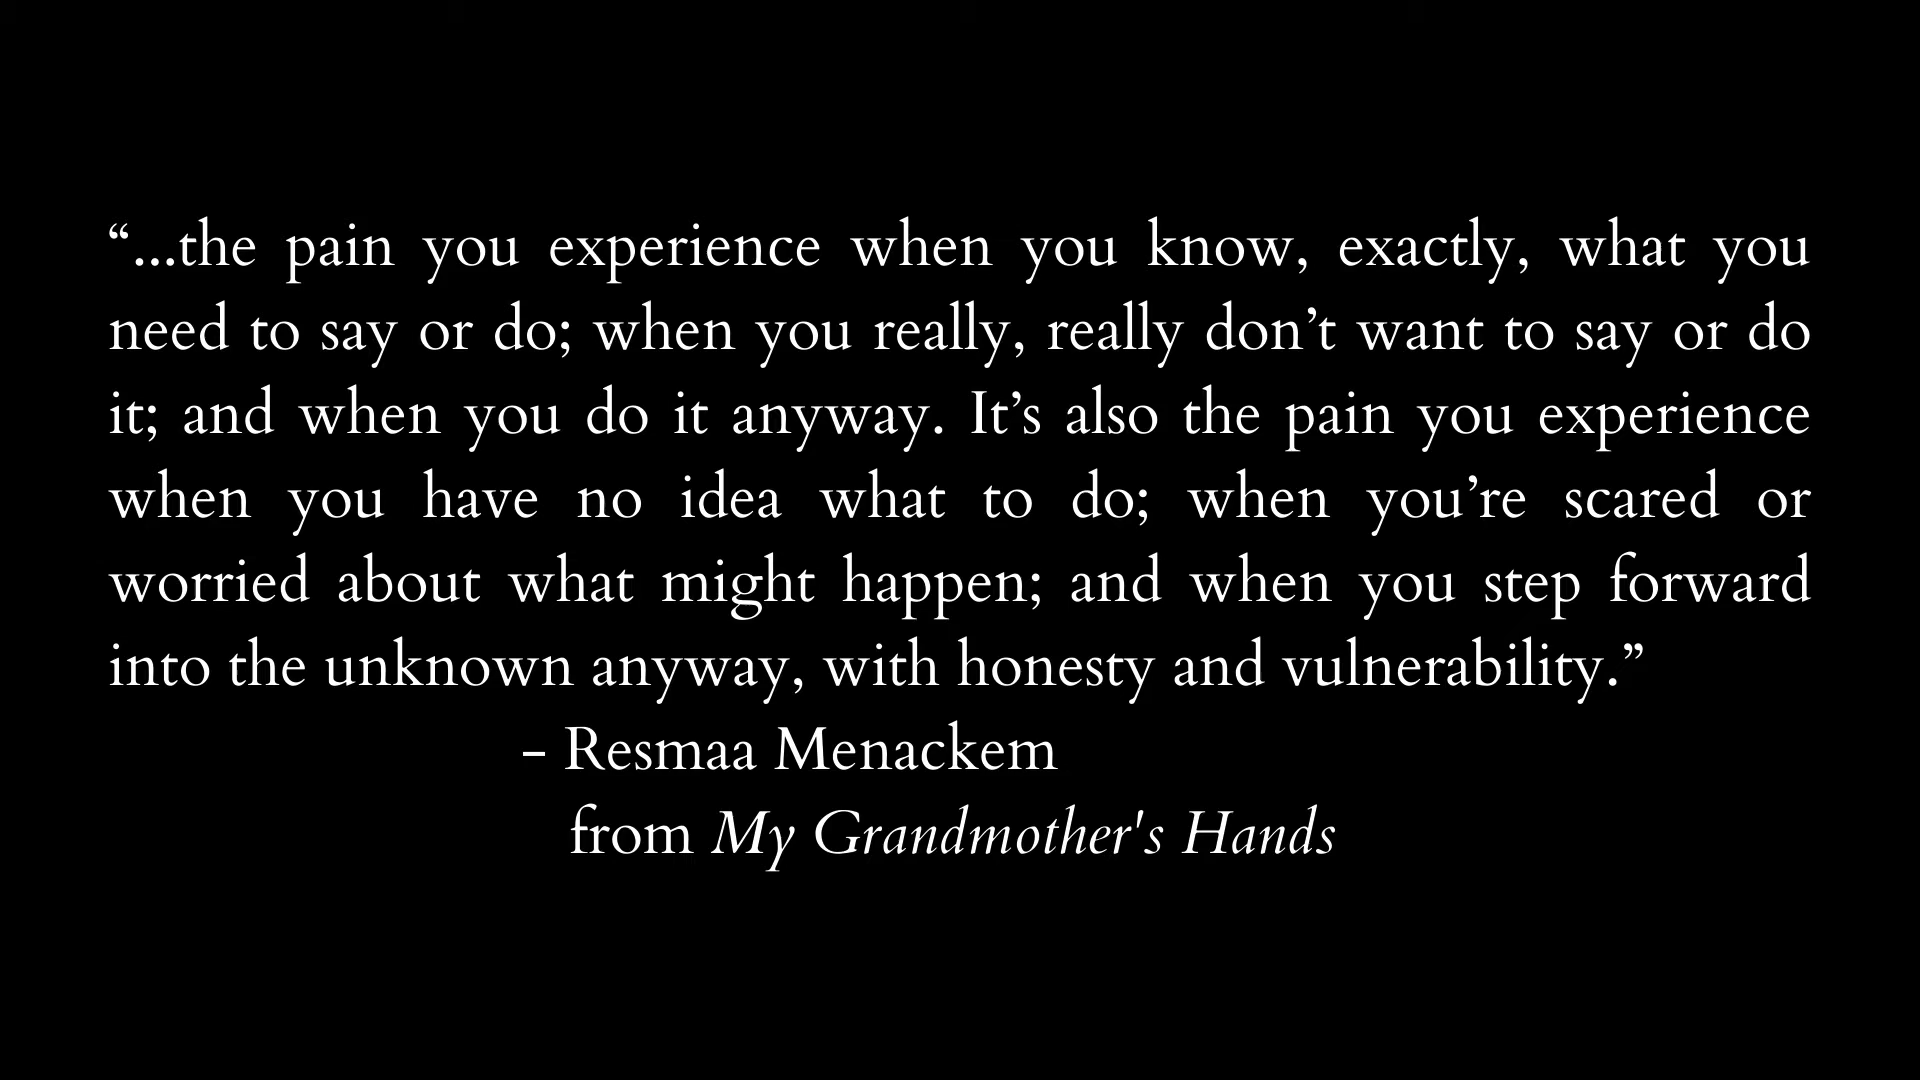 “...the pain you experience when you know, exactly, what you
need to say or do; when you really, really don’t want to say or do
it; and when you do it anyway. It’s also the pain you experience
when you have no idea what to do; when you’re scared or
worried about what might happen; and when you step forward
into the unknown anyway, with honesty and vulnerability.”
- Resmaa Menackem
from My Grandmother's Hands